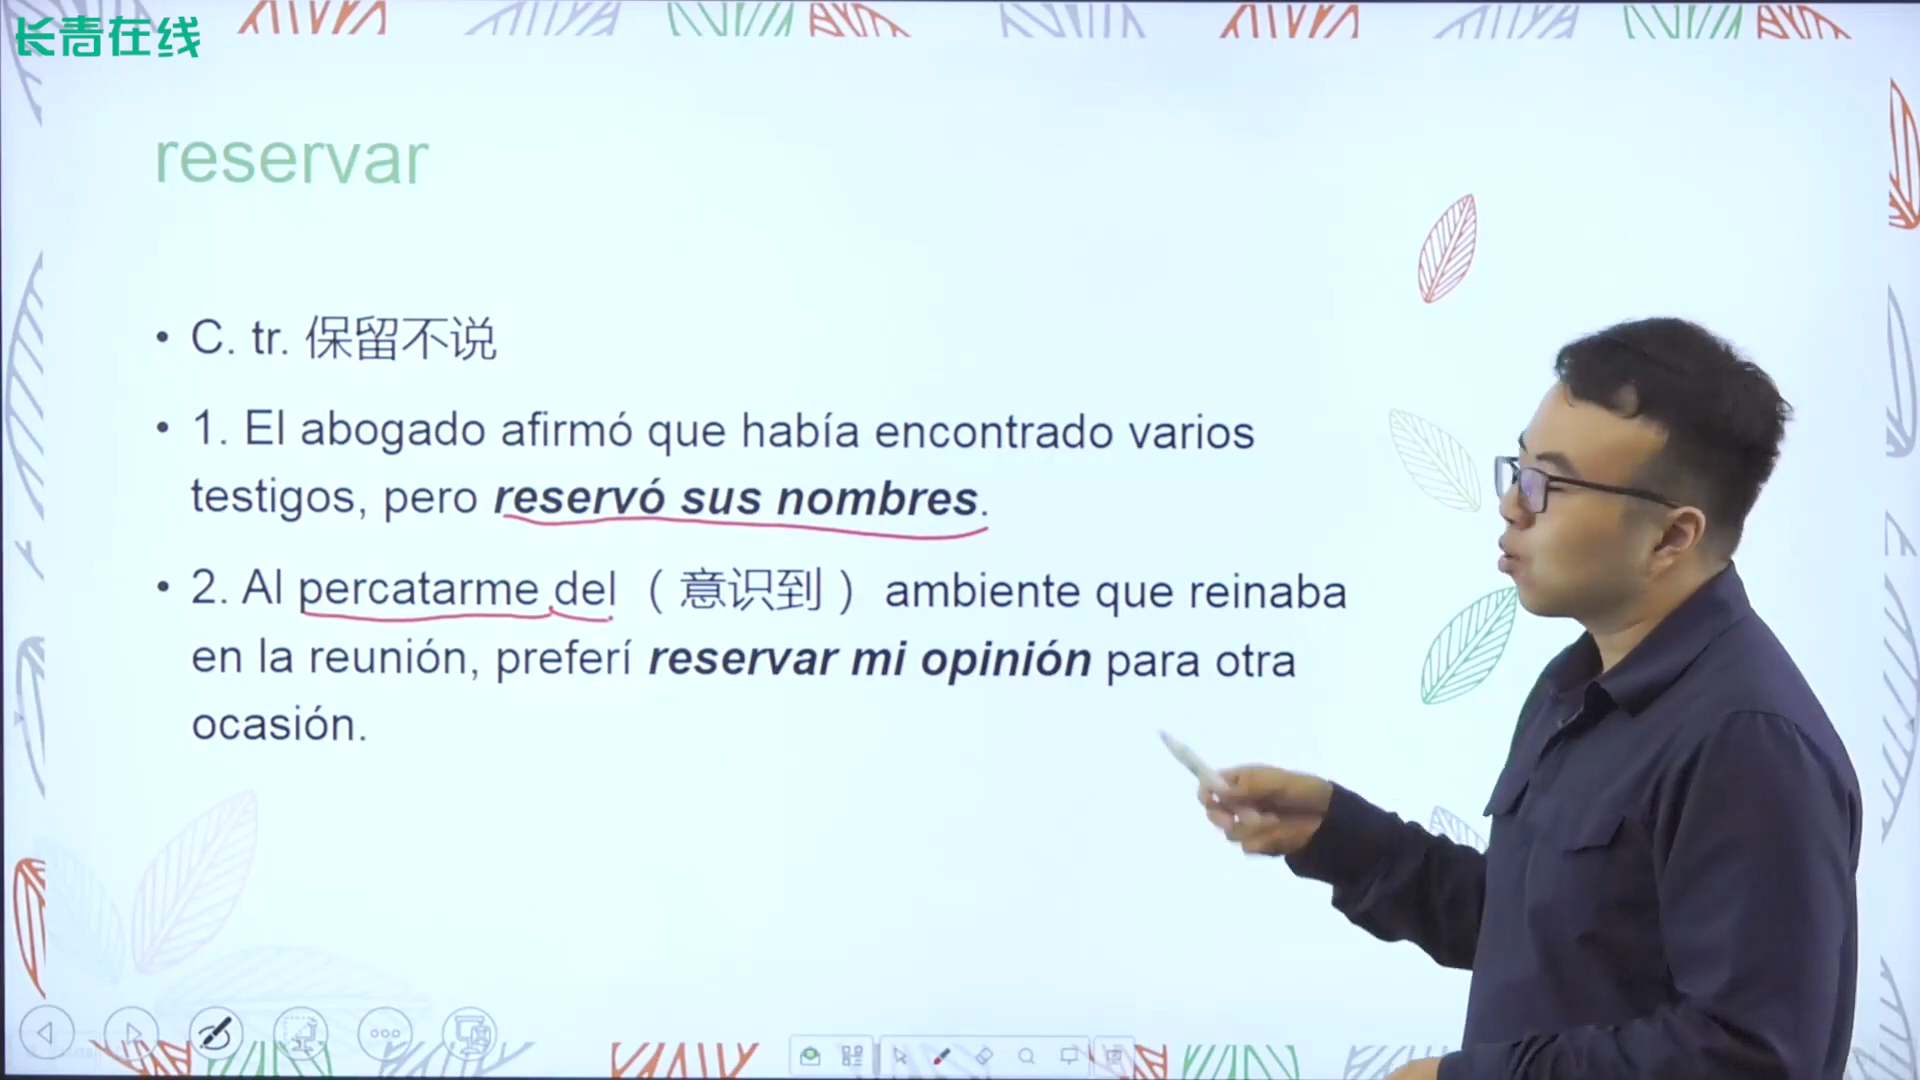 长青在线
reservar
• C. tr. 保留不说
• 1. El abogado afirmó que había encontrado varios
testigos, pero reservó sus nombres.
• 2. Al percatarme del （意识到） ambiente que reinaba
en la reunión, preferí reservar mi opinión para otra
ocasión.